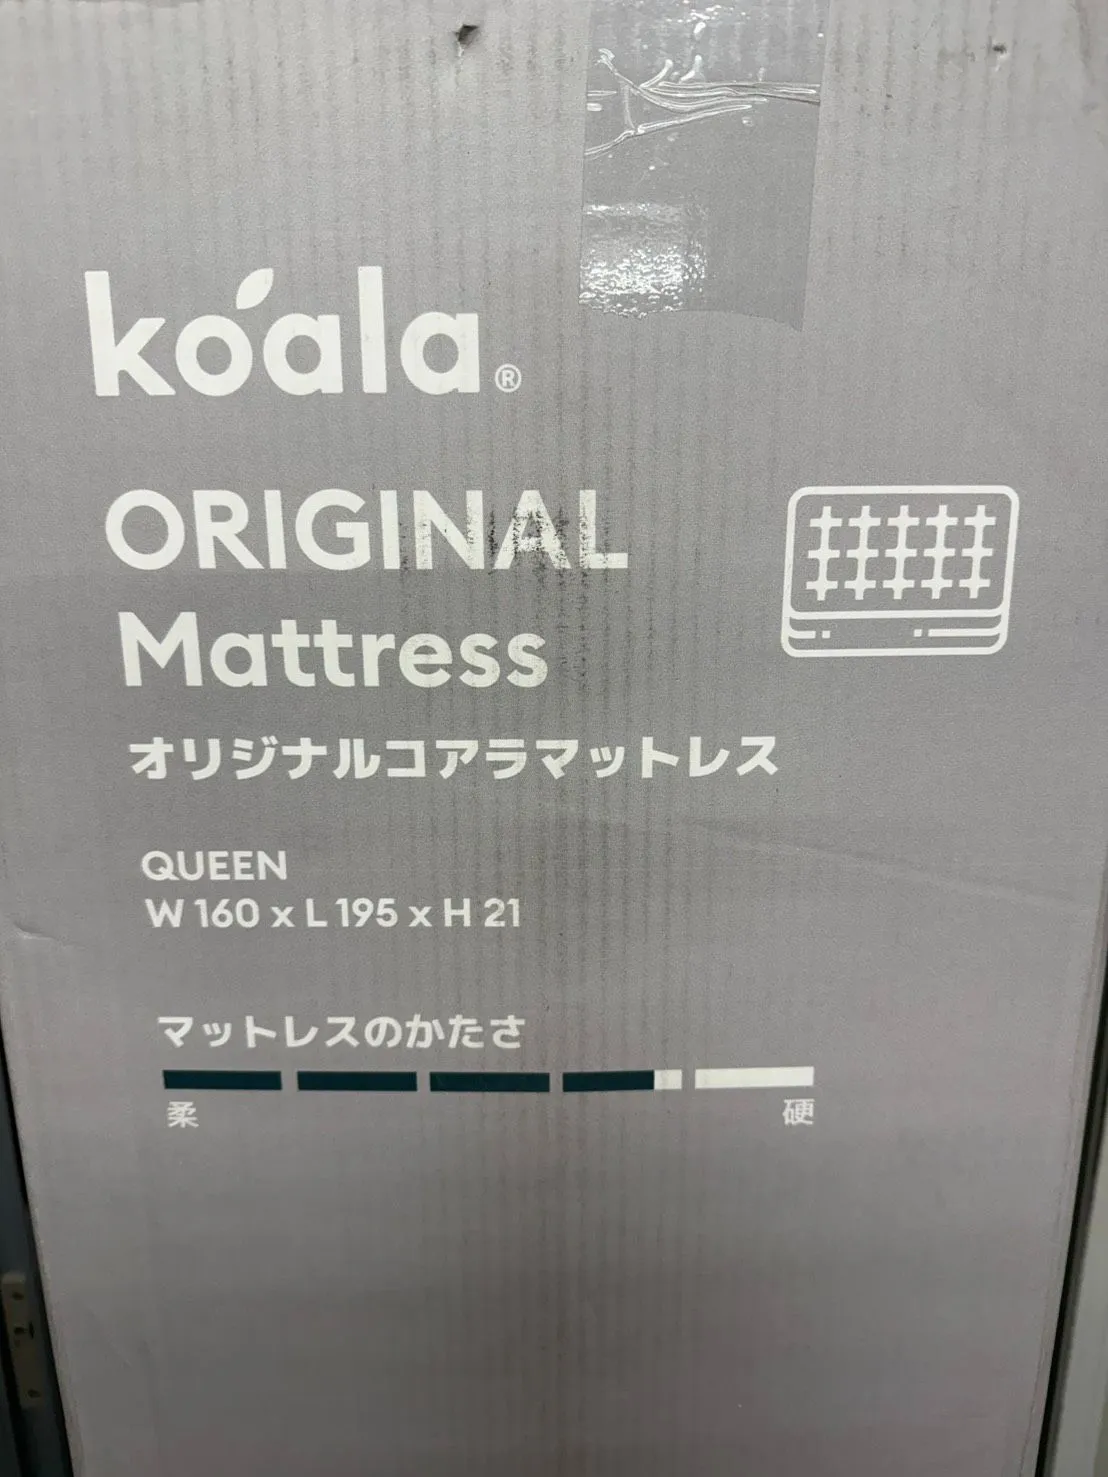 koala®
ORIGINAL
Mattress
オリジナルコアラマットレス
QUEEN
W 160 x L 195 x H 21
マットレスのかたさ
柔 硬